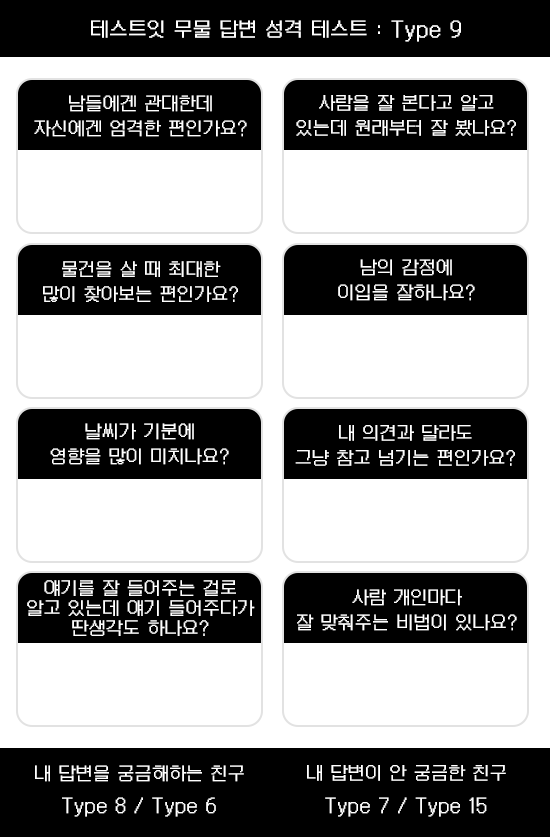 테스트잇 무물 답변 성격 테스트 : Type 9
남들에겐 관대한데
자신에겐 엄격한 편인가요?
사람을 잘 본다고 알고
있는데 원래부터 잘 봤나요?
물건을 살 때 최대한
많이 찾아보는 편인가요?
남의 감정에
이입을 잘하나요?
날씨가 기분에
영향을 많이 미치나요?
내 의견과 달라도
그냥 참고 넘기는 편인가요?
얘기를 잘 들어주는 걸로
알고 있는데 얘기 들어주다가
딴생각도 하나요?
사람 개인마다
잘 맞춰주는 비법이 있나요?
내 답변을 궁금해하는 친구
Type 8 / Type 6
내 답변이 안 궁금한 친구
Type 7 / Type 15